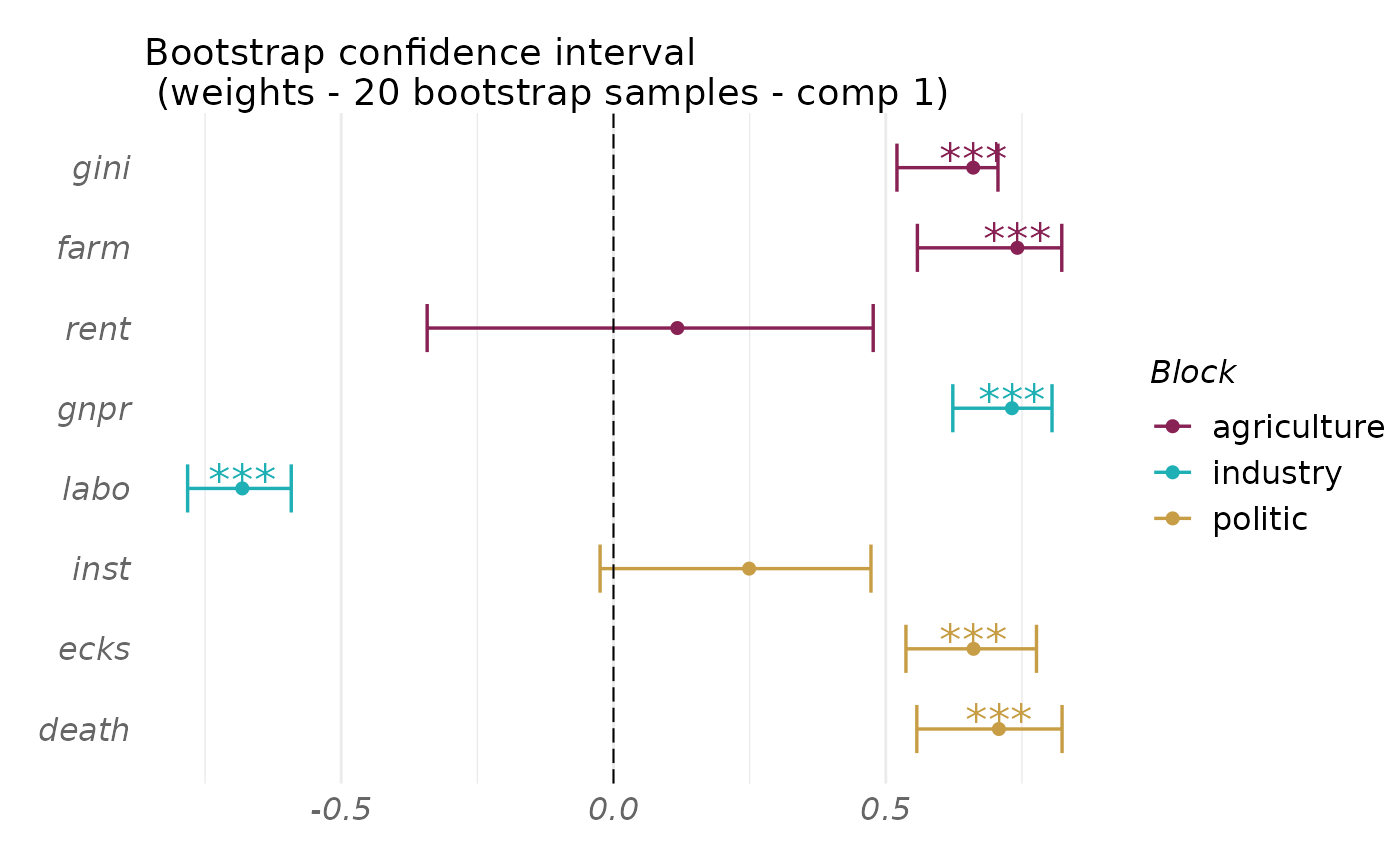 Bootstrap confidence interval
(weights - 20 bootstrap samples - comp 1)
gini
***
farm
***
rent
gnpr
***
labo
***
inst
ecks
***
death
***
-0.5
0.0
0.5
Block
agriculture
industry
politic